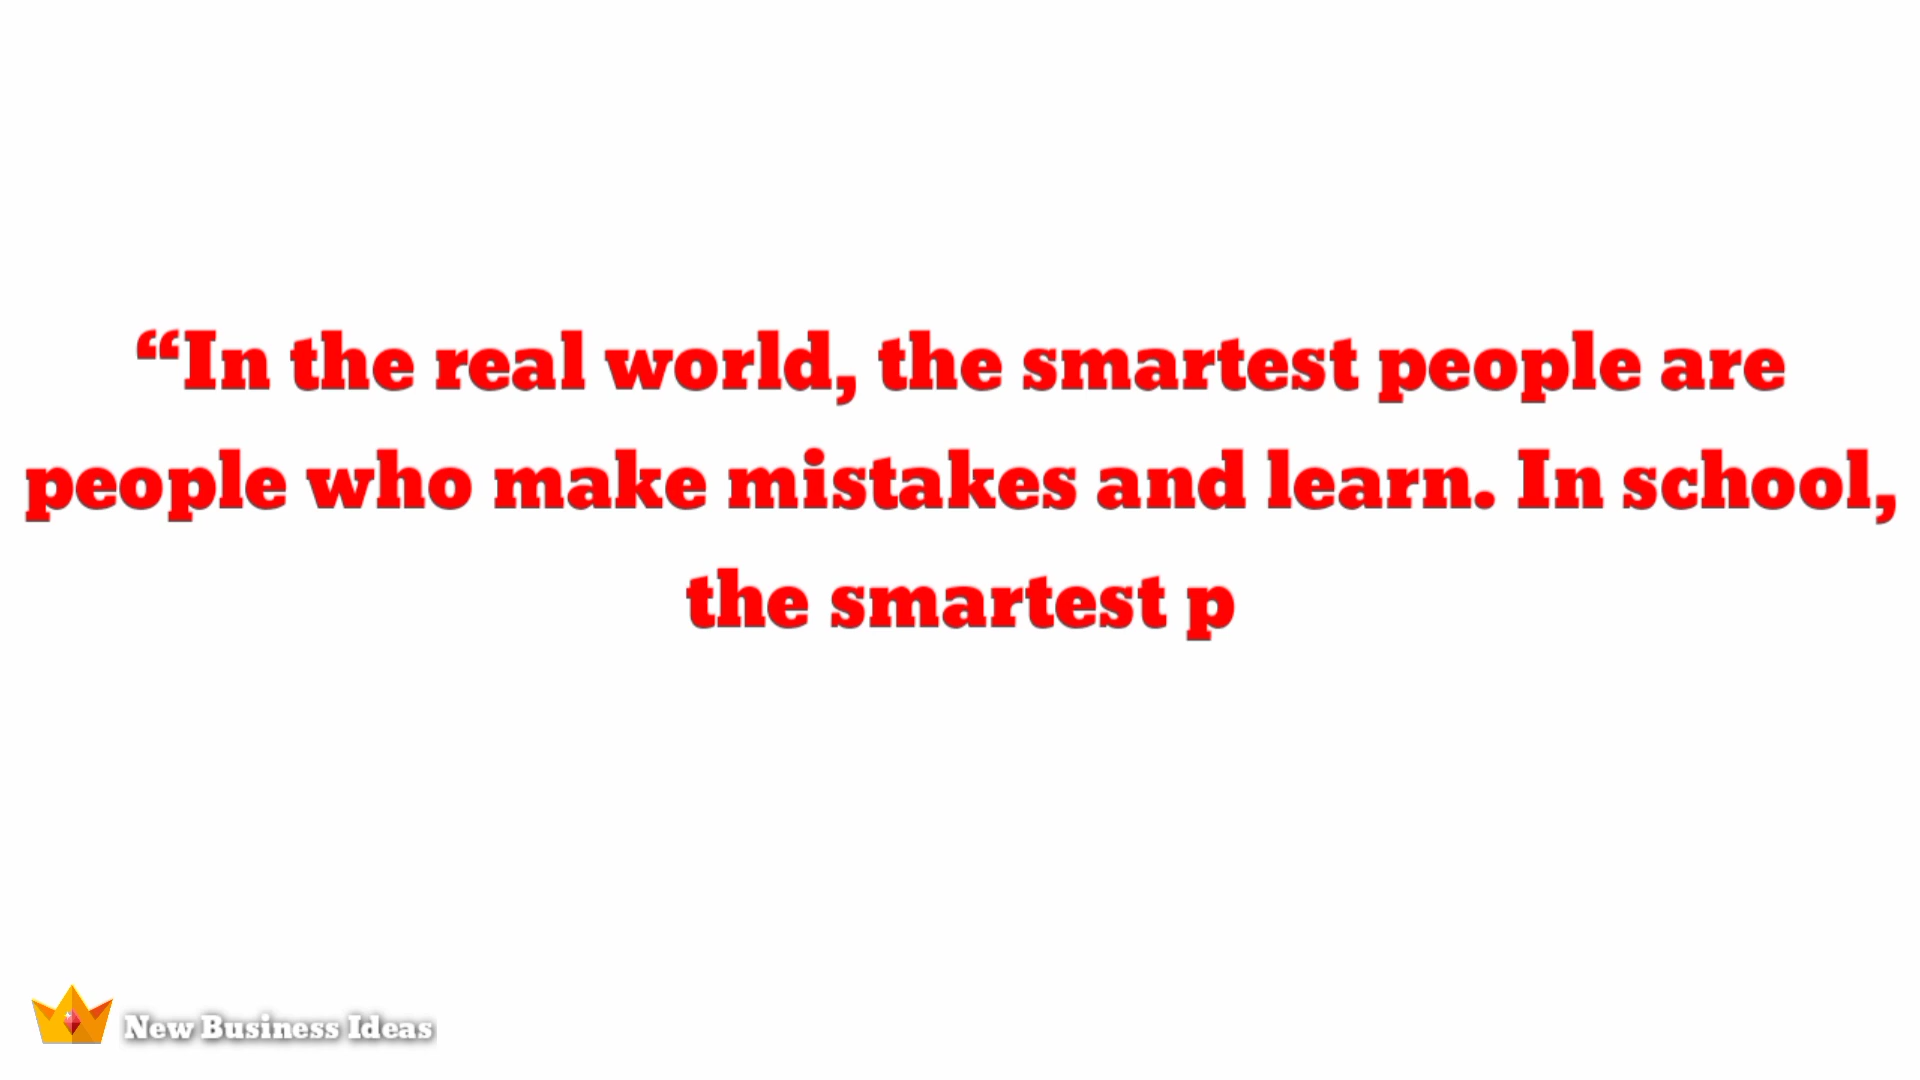 “In the real world, the smartest people are
people who make mistakes and learn. In school,
the smartest p
New Business Ideas